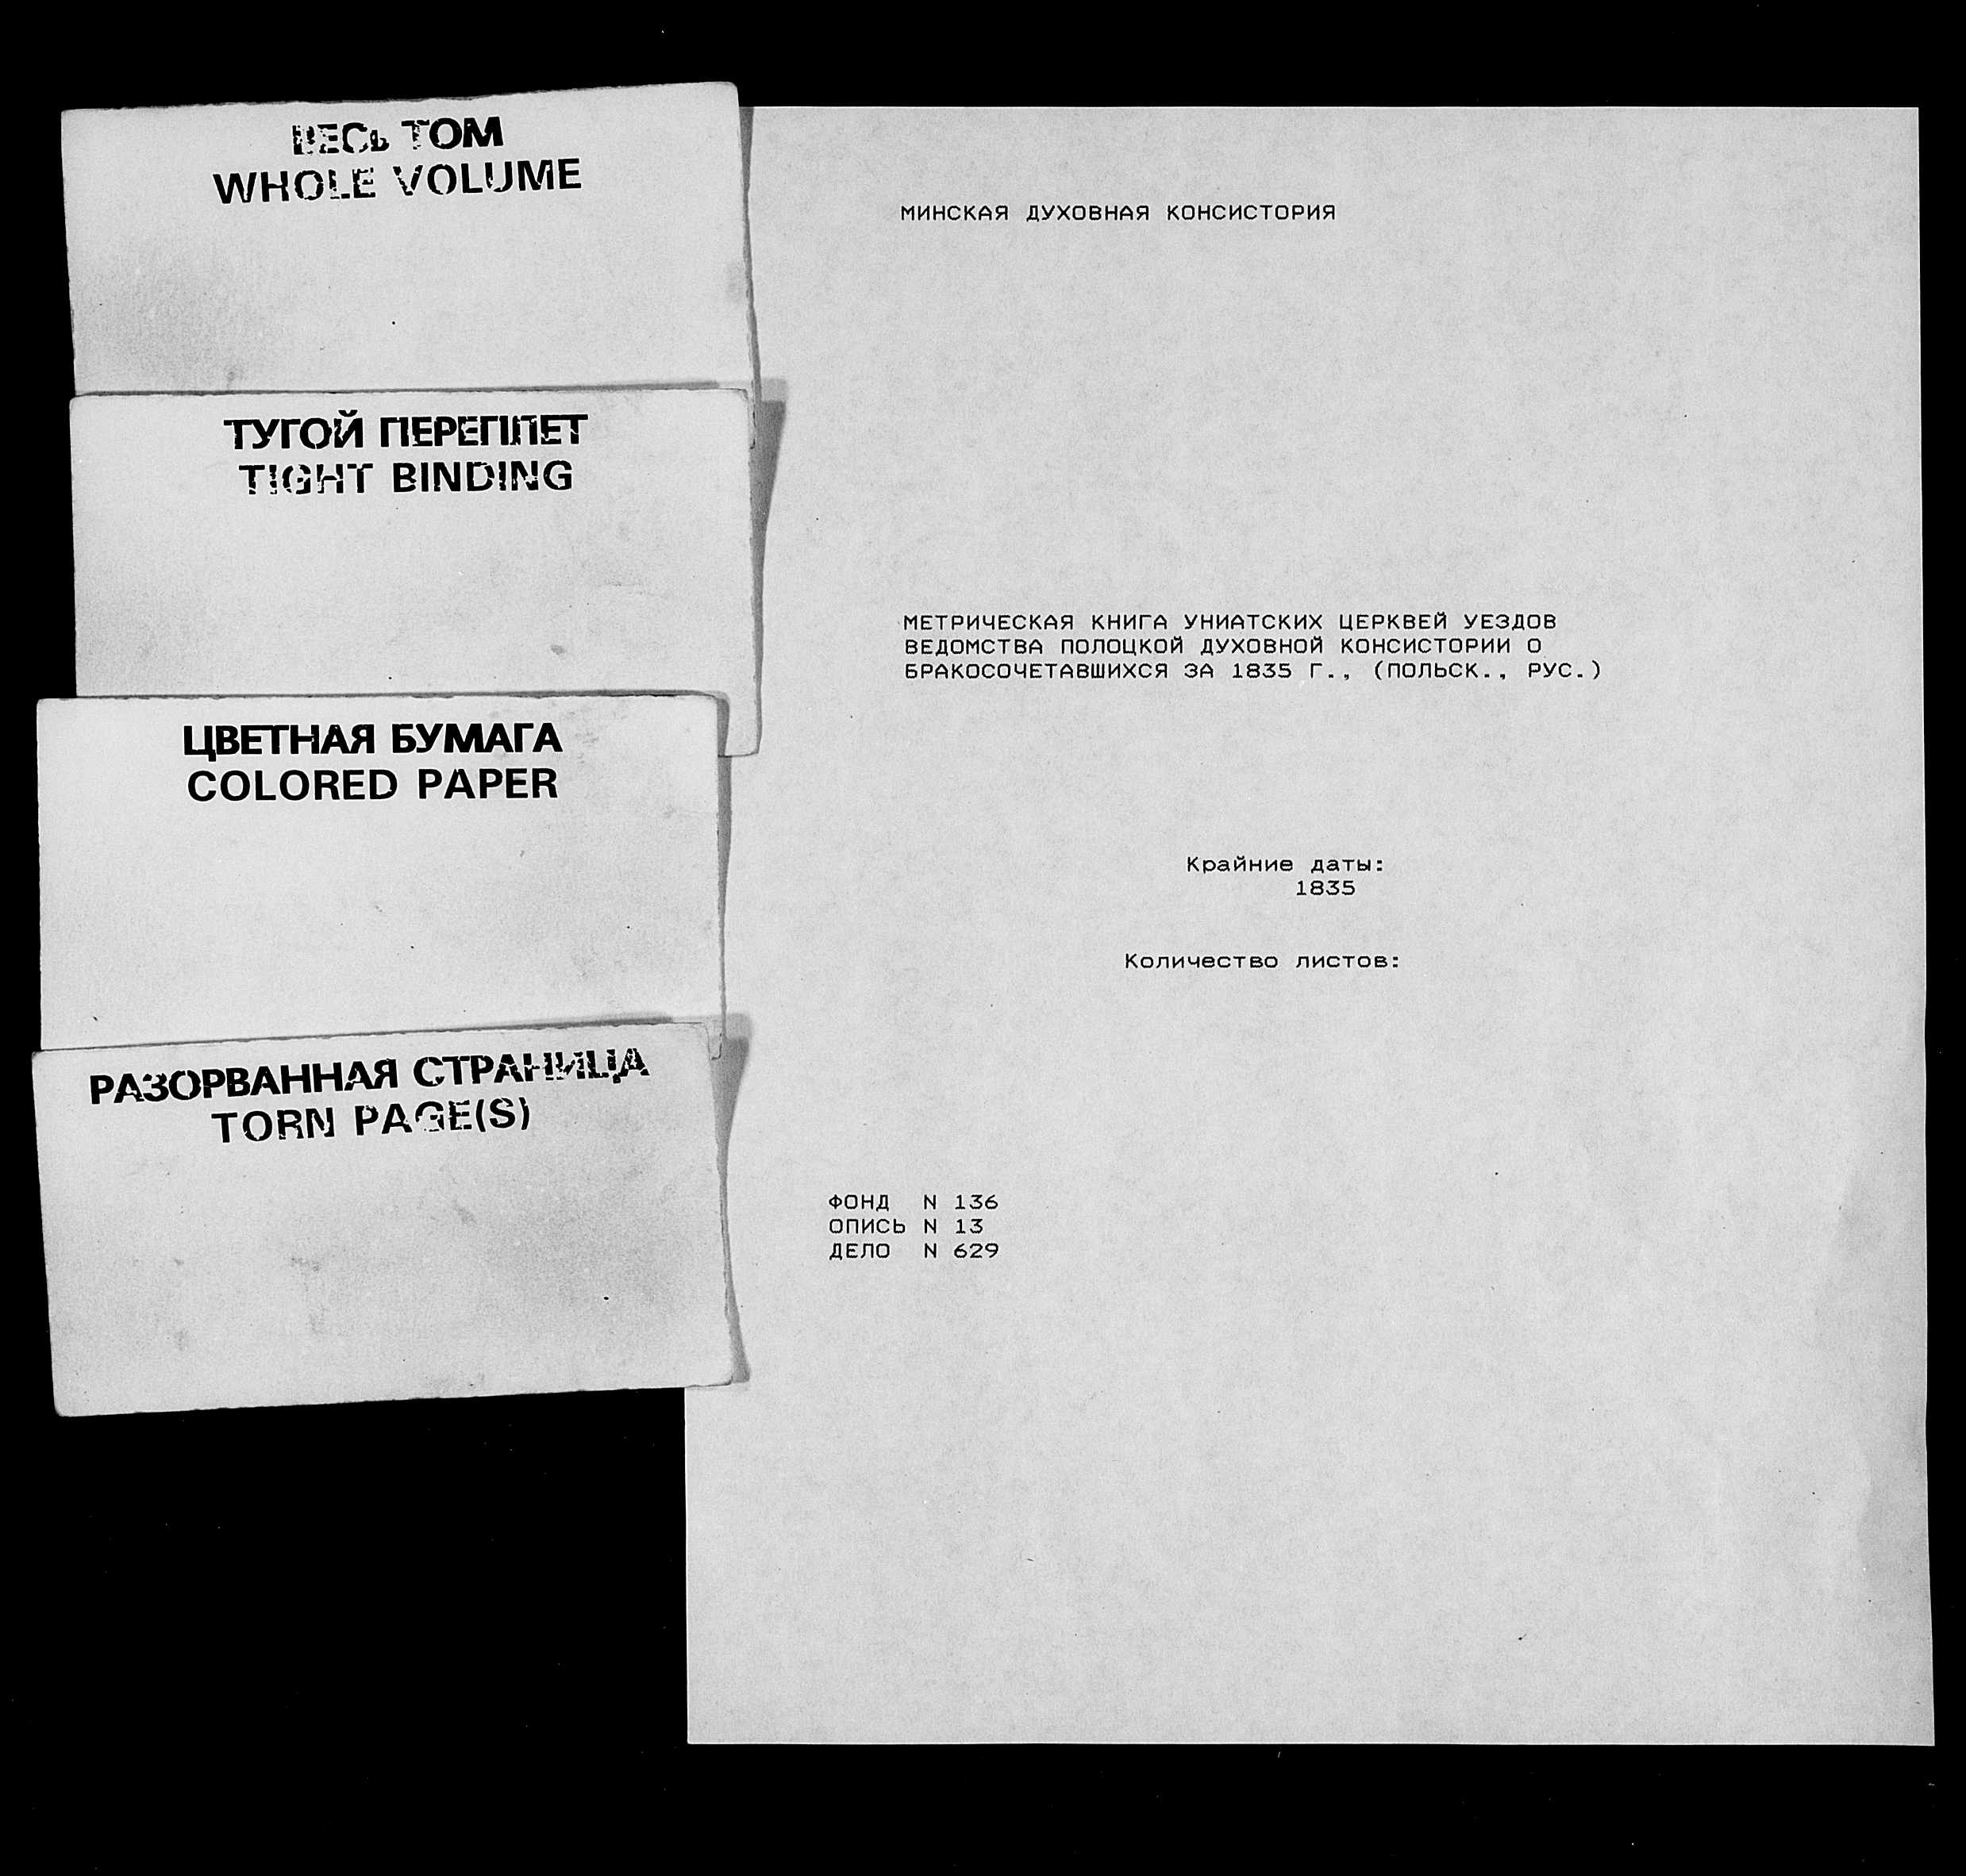 ВЕСЬ ТОМ
WHOLE VOLUME
ТУГОЙ ПЕРЕПЛЕТ
TIGHT BINDING
ЦВЕТНАЯ БУМАГА
COLORED PAPER
РАЗОРВАННАЯ СТРАНИЦА
TORN PAGE(S)
МИНСКАЯ ДУХОВНАЯ КОНСИСТОРИЯ
МЕТРИЧЕСКАЯ КНИГА УНИАТСКИХ ЦЕРКВЕЙ УЕЗДОВ
ВЕДОМСТВА ПОЛОЦКОЙ ДУХОВНОЙ КОНСИСТОРИИ О
БРАКОСОЧЕТАВШИХСЯ ЗА 1835 Г., (ПОЛЬСК., РУС.)
Крайние даты:
1835
Количество листов:
ФОНД N 136
ОПИСЬ N 13
ДЕЛО N 629